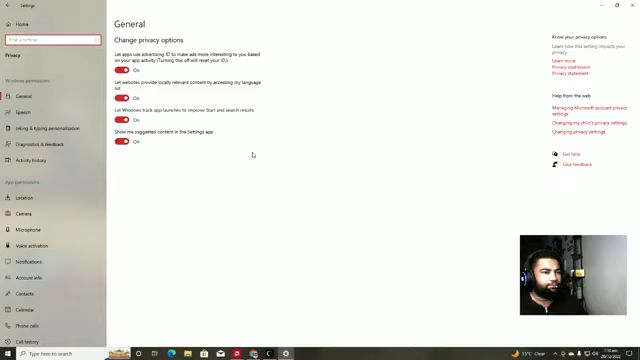 Settings
Home
Find a setting
Privacy
Windows permissions
General
Speech
Inking & typing personalization
Diagnostics & feedback
Activity history
App permissions
Location
Camera
Microphone
Voice activation
Notifications
Account info
Contacts
Calendar
Phone calls
Call history
General
Change privacy options
Let apps use advertising ID to make ads more interesting to you based
on your app activity (Turning this off will reset your ID.)
On
Let websites provide locally relevant content by accessing my language
list
On
Let Windows track app launches to improve Start and search results
On
Show me suggested content in the Settings app
On
Know your privacy options
Learn how this setting impacts your
privacy.
Learn more
Privacy dashboard
Privacy statement
Help from the web
Managing Microsoft account privacy
settings
Changing my child's privacy settings
Changing privacy settings
Get help
Give feedback
Type here to search
15°C Clear